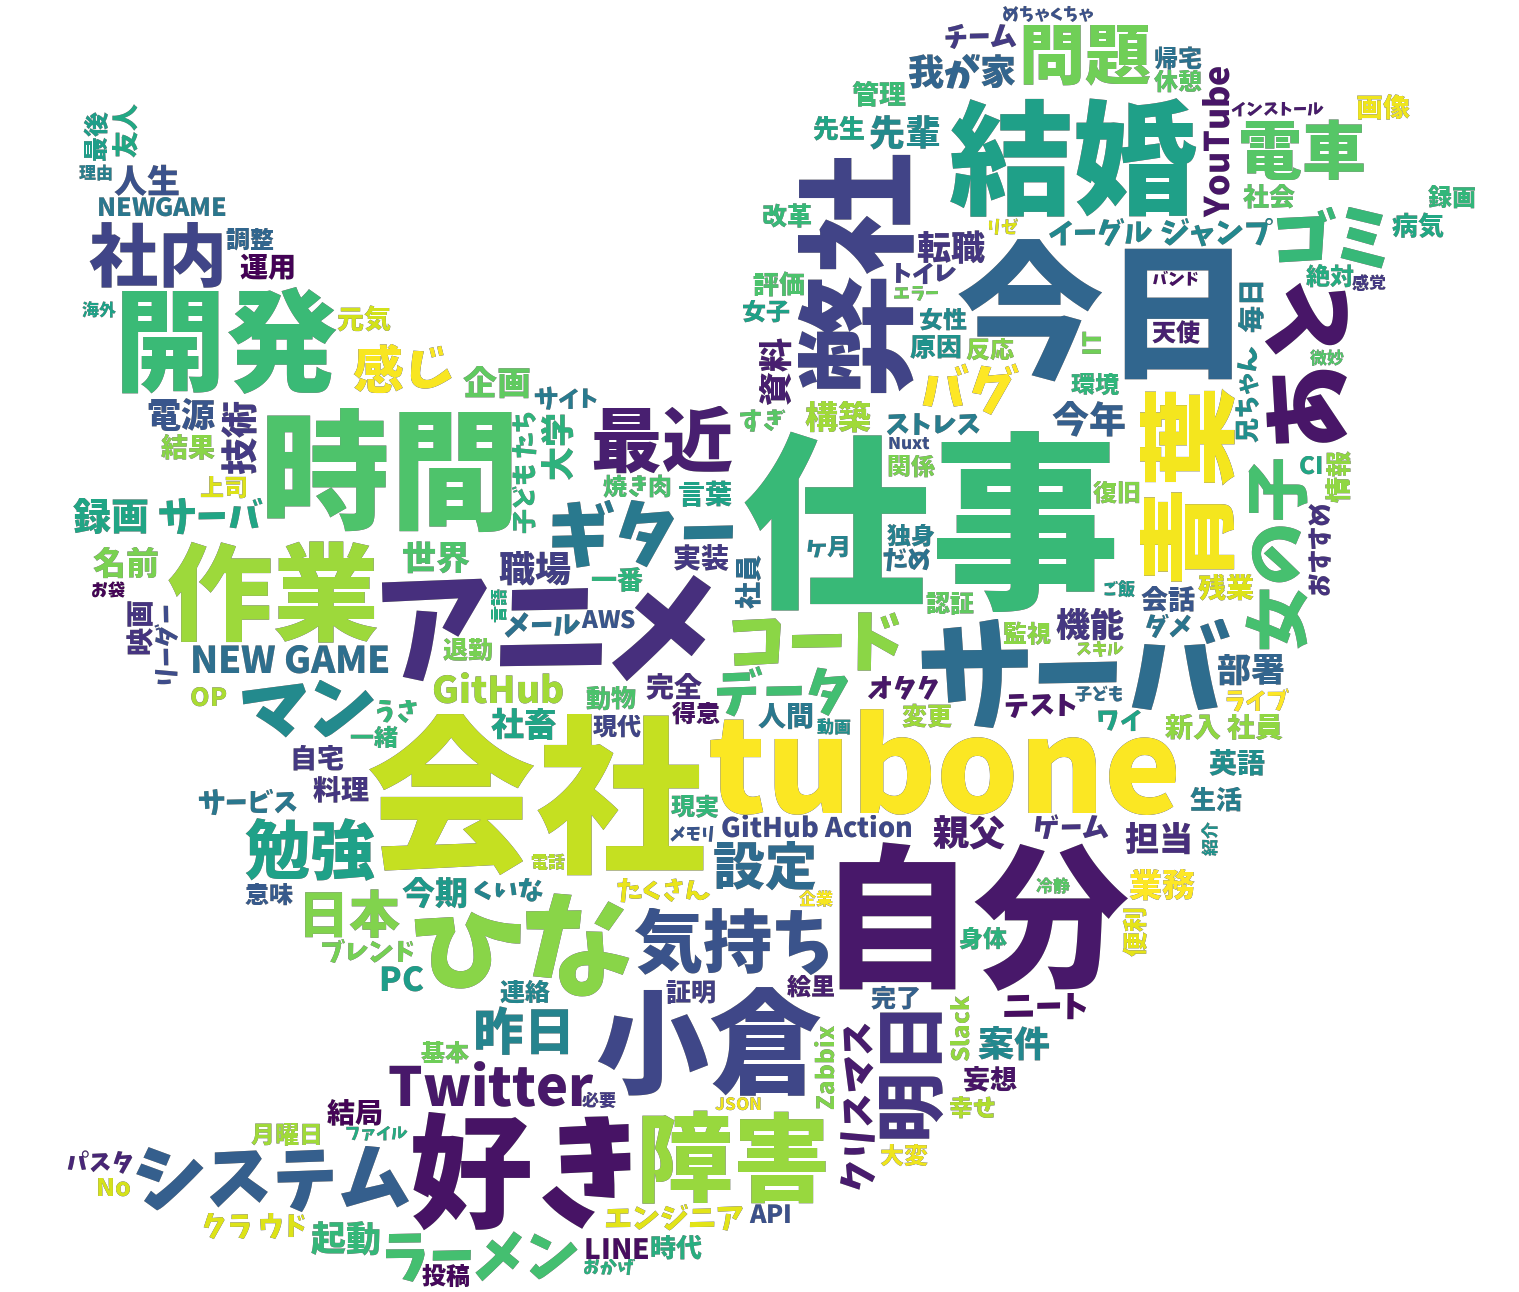 めちゃくちゃ
チーム
問題
帰宅
我が家
休憩
管理
YouTube
インストール
画像
先生
先輩
結婚
電車
最後
友人
理由
人生
弊社
社会
録画
NEWGAME
改革
リゼ
イーグル ジャンプ
ゴミ
病気
社内
調整
転職
今日
運用
トイレ
バンド
絶対
感覚
評価
エラー
毎日
とせ
海外
開発
元気
女子
女性
天使
IT
微妙
感じ
原因
反応
資料
企画
バグ
環境
兄ちゃん
サイト
電源
技術
時間
子どもたち
大学
最近
すぎ
構築
ストレス
今年
青葉
結果
Nuxt
関係
CI
情報
上司
焼き肉
言葉
仕事
復旧
女の子
録画
サーバ
ギター
独身
おすすめ
名前
作業
世界
職場
実装
ヶ月
だめ
お袋
一番
社員
ご飯
残業
映画
アニメ
言語
メール
AWS
認証
会話
リーダー
コード
監視
機能
ダメ
NEW GAME
退勤
サーバ
スキル
部署
OP
マン
GitHub
動物
完全
データ
オタク
子ども
ライブ
うさ
社畜
現代
得意
人間
動画
変更
テスト
ワイ
新入 社員
一緒
自宅
会社
tubone
英語
料理
サービス
現実
生活
勉強
メモリ
GitHub Action
親父
ゲーム
担当
紹介
電話
設定
自分
意味
今期
くいな
たくさん
企業
冷静
業務
日本
ひな
気持ち
便利
ブレンド
身体
PC
連絡
証明
絵里
完了
ニート
昨日
小倉
Zabbix
クリスマス
明日
Slack
案件
基本
Twitter
必要
JSON
妄想
幸せ
結局
月曜日
ファイル
好き
障害
大変
パスタ
No
システム
クラウド
起動
エンジニア
API
ラーメン
LINE
時代
投稿
おかげ